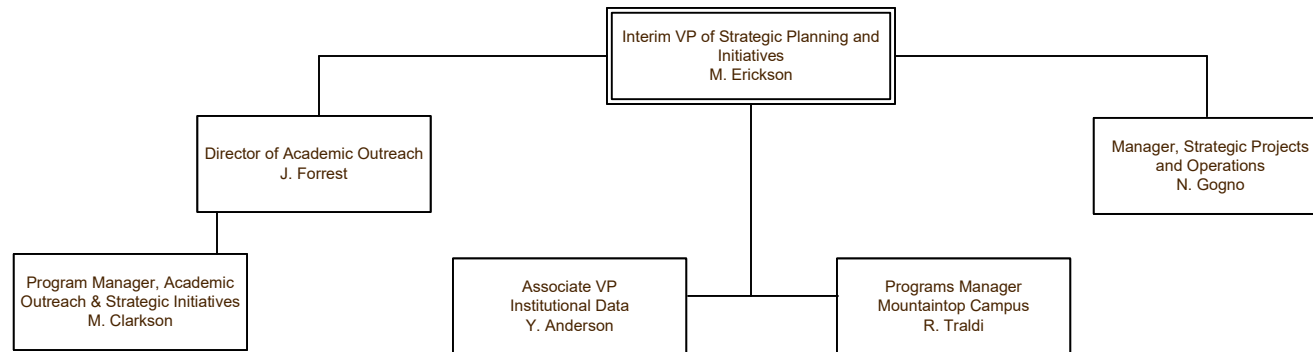 Interim VP of Strategic Planning and
Initiatives
M. Erickson
Director of Academic Outreach
J. Forrest
Manager, Strategic Projects
and Operations
N. Gogno
Program Manager, Academic
Outreach & Strategic Initiatives
M. Clarkson
Associate VP
Institutional Data
Y. Anderson
Programs Manager
Mountaintop Campus
R. Traldi